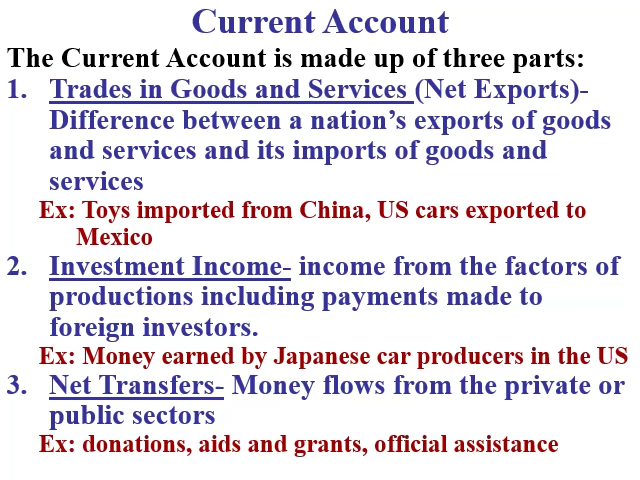 Current Account
The Current Account is made up of three parts:
1. Trades in Goods and Services (Net Exports)-
Difference between a nation's exports of goods
and services and its imports of goods and
services
Ex: Toys imported from China, US cars exported to
Mexico
2. Investment Income- income from the factors of
productions including payments made to
foreign investors.
Ex: Money earned by Japanese car producers in the US
3. Net Transfers- Money flows from the private or
public sectors
Ex: donations, aids and grants, official assistance